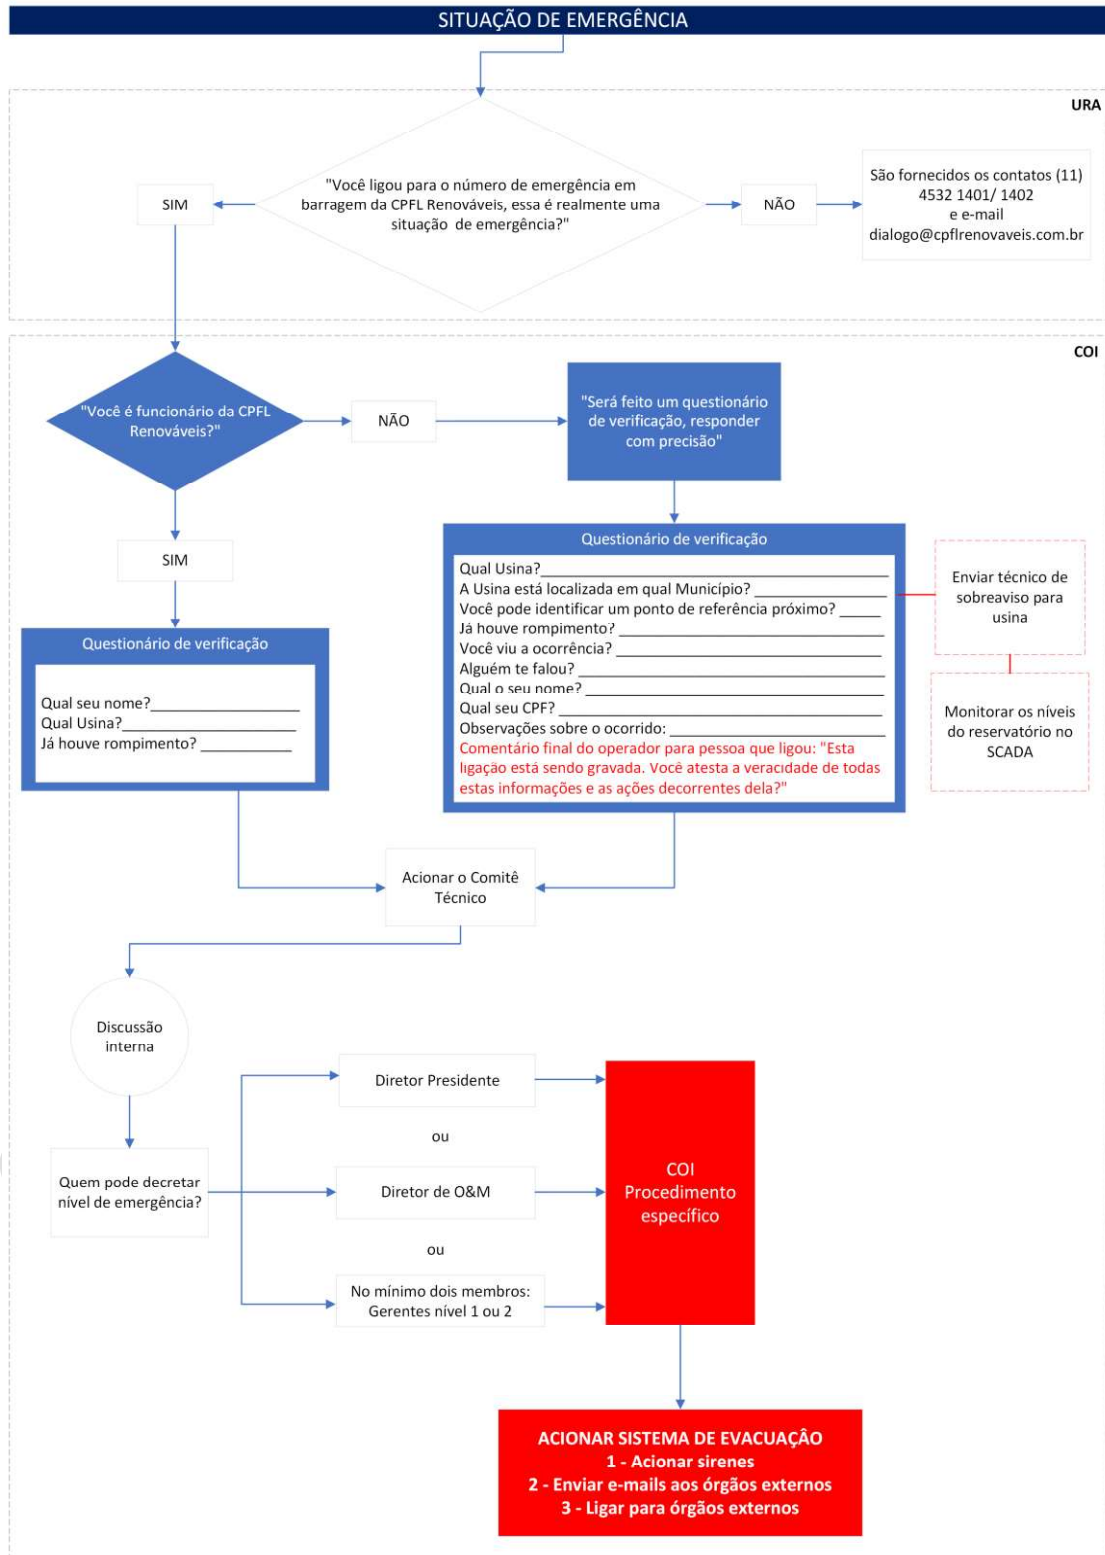 SITUAÇÃO DE EMERGÊNCIA
URA
"Você ligou para o número de emergência em
barragem da CPFL Renováveis, essa é realmente uma
situação de emergência?"
SIM
NÃO
São fornecidos os contatos (11)
4532 1401/ 1402
e e-mail
dialogo@cpflrenovaveis.com.br
COI
"Você é funcionário da CPFL
Renováveis?"
NÃO
"Será feito um questionário
de verificação, responder
com precisão"
SIM
Questionário de verificação
Qual seu nome?
Qual Usina?
Já houve rompimento?
Questionário de verificação
Qual Usina?
A Usina está localizada em qual Município?
Você pode identificar um ponto de referência próximo?
Já houve rompimento?
Você viu a ocorrência?
Alguém te falou?
Qual o seu nome?
Qual seu CPF?
Observações sobre o ocorrido:
Comentário final do operador para pessoa que ligou: "Esta
ligação está sendo gravada. Você atesta a veracidade de todas
estas informações e as ações decorrentes dela?"
Enviar técnico de
sobreaviso para
usina
Monitorar os níveis
do reservatório no
SCADA
Acionar o Comitê
Técnico
Discussão
interna
Quem pode decretar
nível de emergência?
Diretor Presidente
ou
Diretor de O&M
ou
No mínimo dois membros:
Gerentes nível 1 ou 2
COI
Procedimento
específico
ACIONAR SISTEMA DE EVACUAÇÂO
1 - Acionar sirenes
2 - Enviar e-mails aos órgãos externos
3 - Ligar para órgãos externos